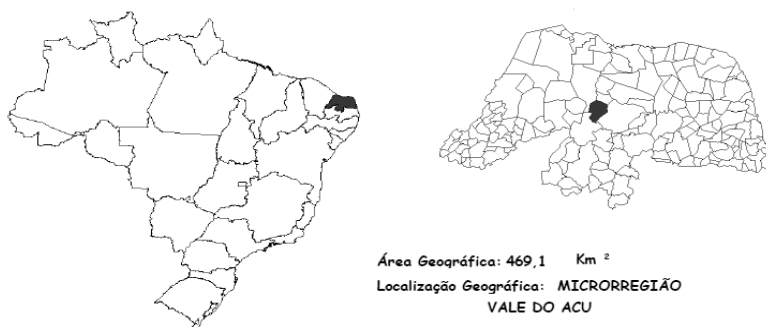 Área Geográfica: 469,1 Km ²
Localização Geográfica: MICRORREGIÃO
VALE DO ACU